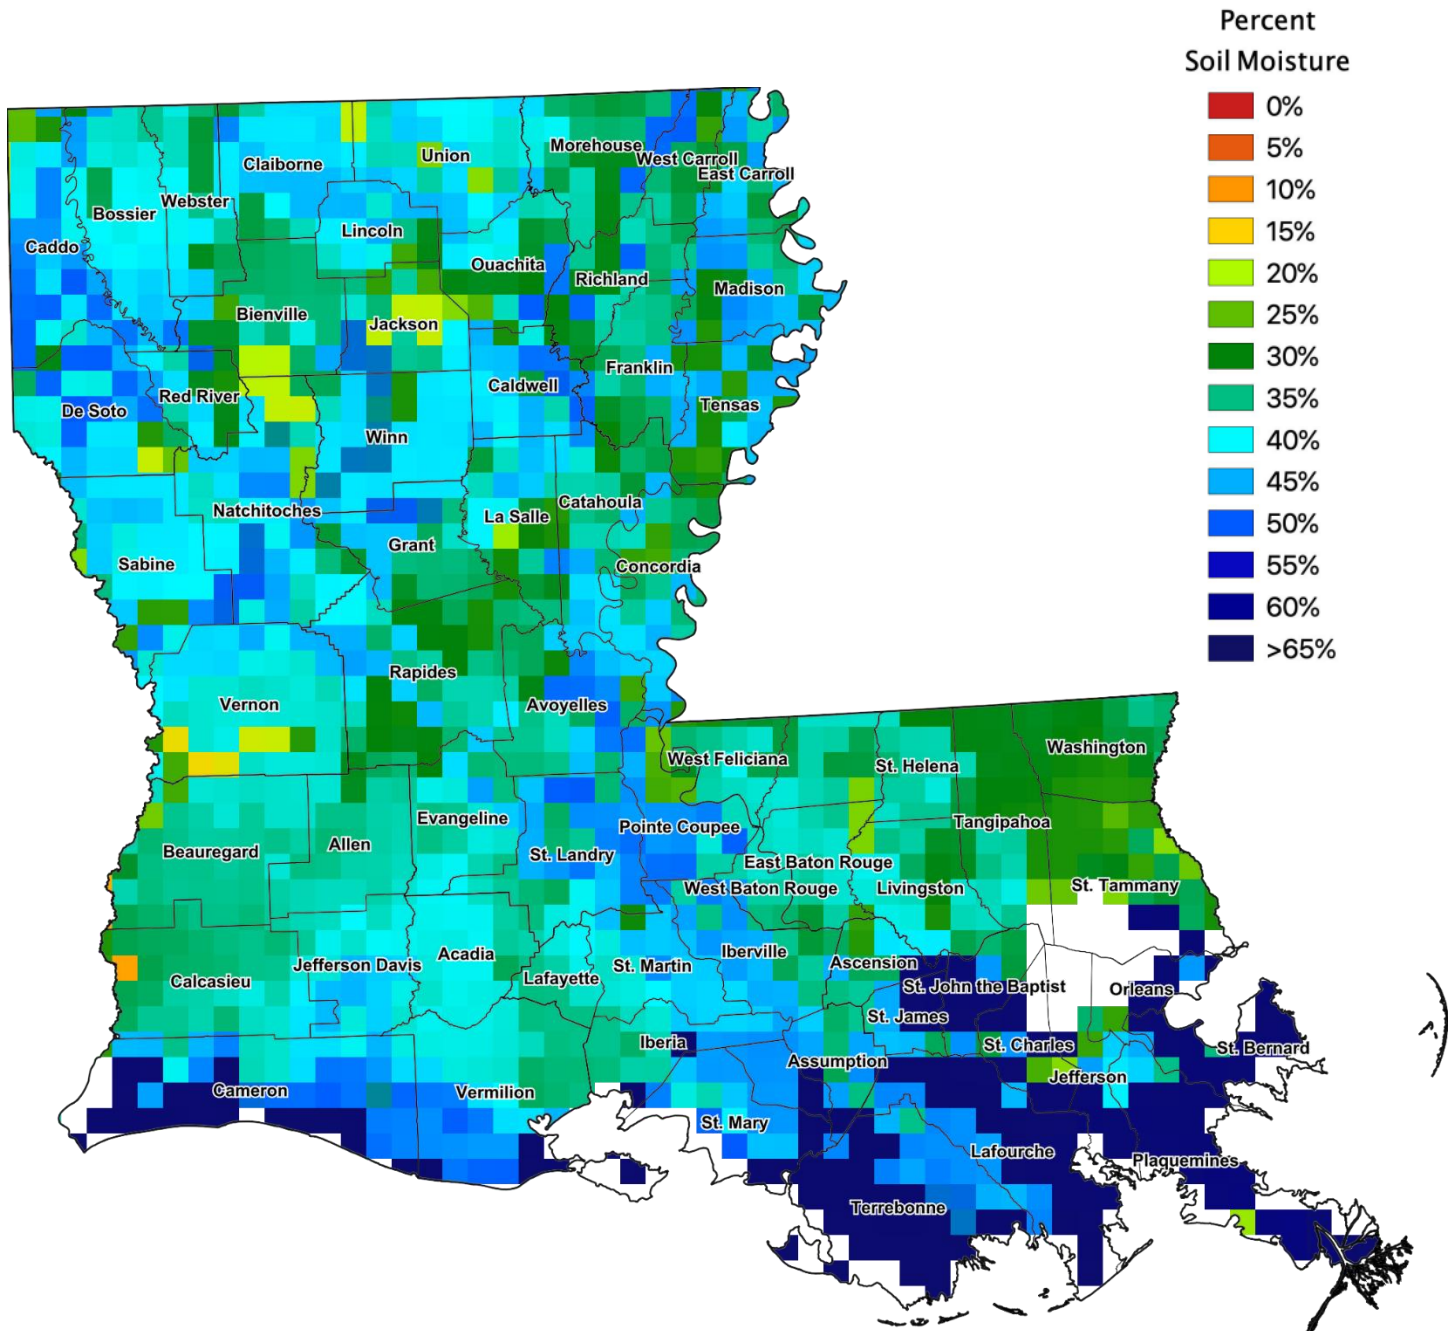 Percent
Soil Moisture
0%
5%
10%
15%
20%
25%
30%
35%
40%
45%
50%
55%
60%
>65%
Morehouse
Union
West Carroll
Claiborne
East Carroll
Webster
Bossier
Lincoln
Caddo
Ouachita
Richland
Madison
Bienville
Jackson
Franklin
Caldwell
Red River
Tensas
De Soto
Winn
Catahoula
Natchitoches
La Salle
Grant
Sabine
Concordia
Rapides
Vernon
Avoyelles
Washington
West Feliciana
St. Helena
Evangeline
Tangipahoa
Pointe Coupee
Allen
Beauregard
St. Landry
East Baton Rouge
St. Tammany
West Baton Rouge
Livingston
Iberville
Acadia
Ascension
Jefferson Davis
St. Martin
Lafayette
Calcasieu
St. John the Baptist
Orleans
St. James
Iberia
St. Charles
St. Bernard
Assumption
Jefferson
Cameron
Vermilion
St. Mary
Lafourche
Plaquemines
Terrebonne